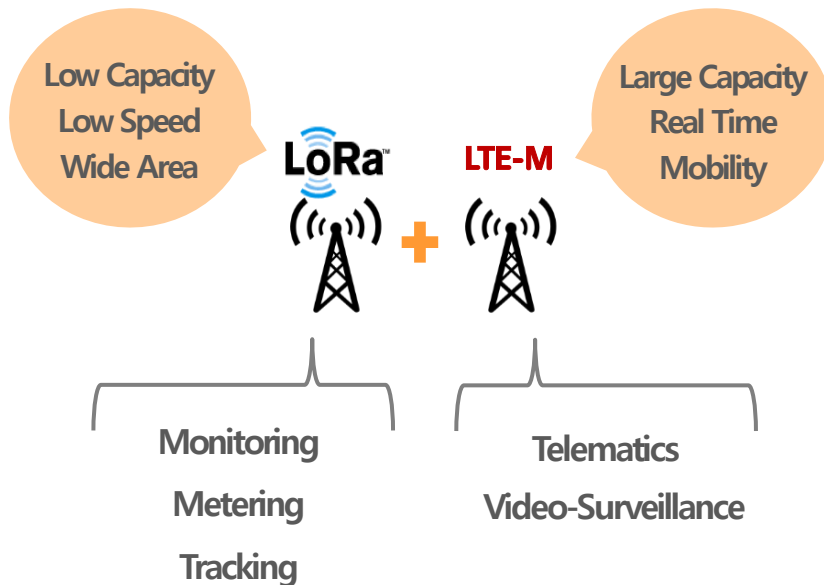 Low Capacity
Low Speed
Wide Area
LoRa™
LTE-M
Large Capacity
Real Time
Mobility
Monitoring
Metering
Tracking
Telematics
Video-Surveillance